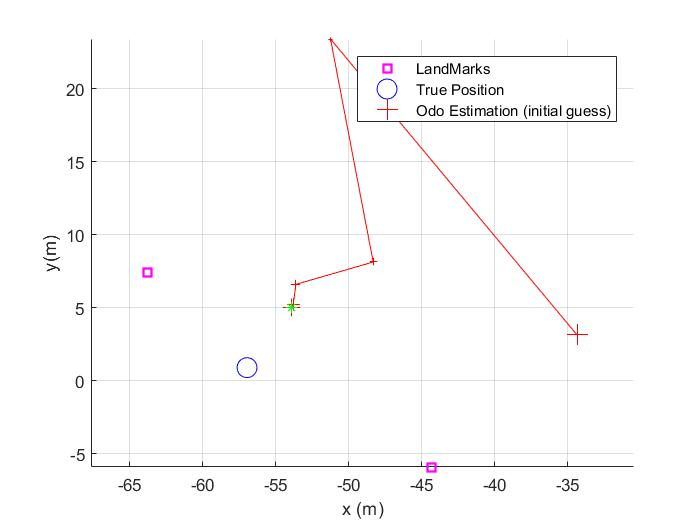 LandMarks
True Position
Odo Estimation (initial guess)
20
15
10
5
0
-5
y(m)
-65 -60 -55 -50 -45 -40 -35
x (m)